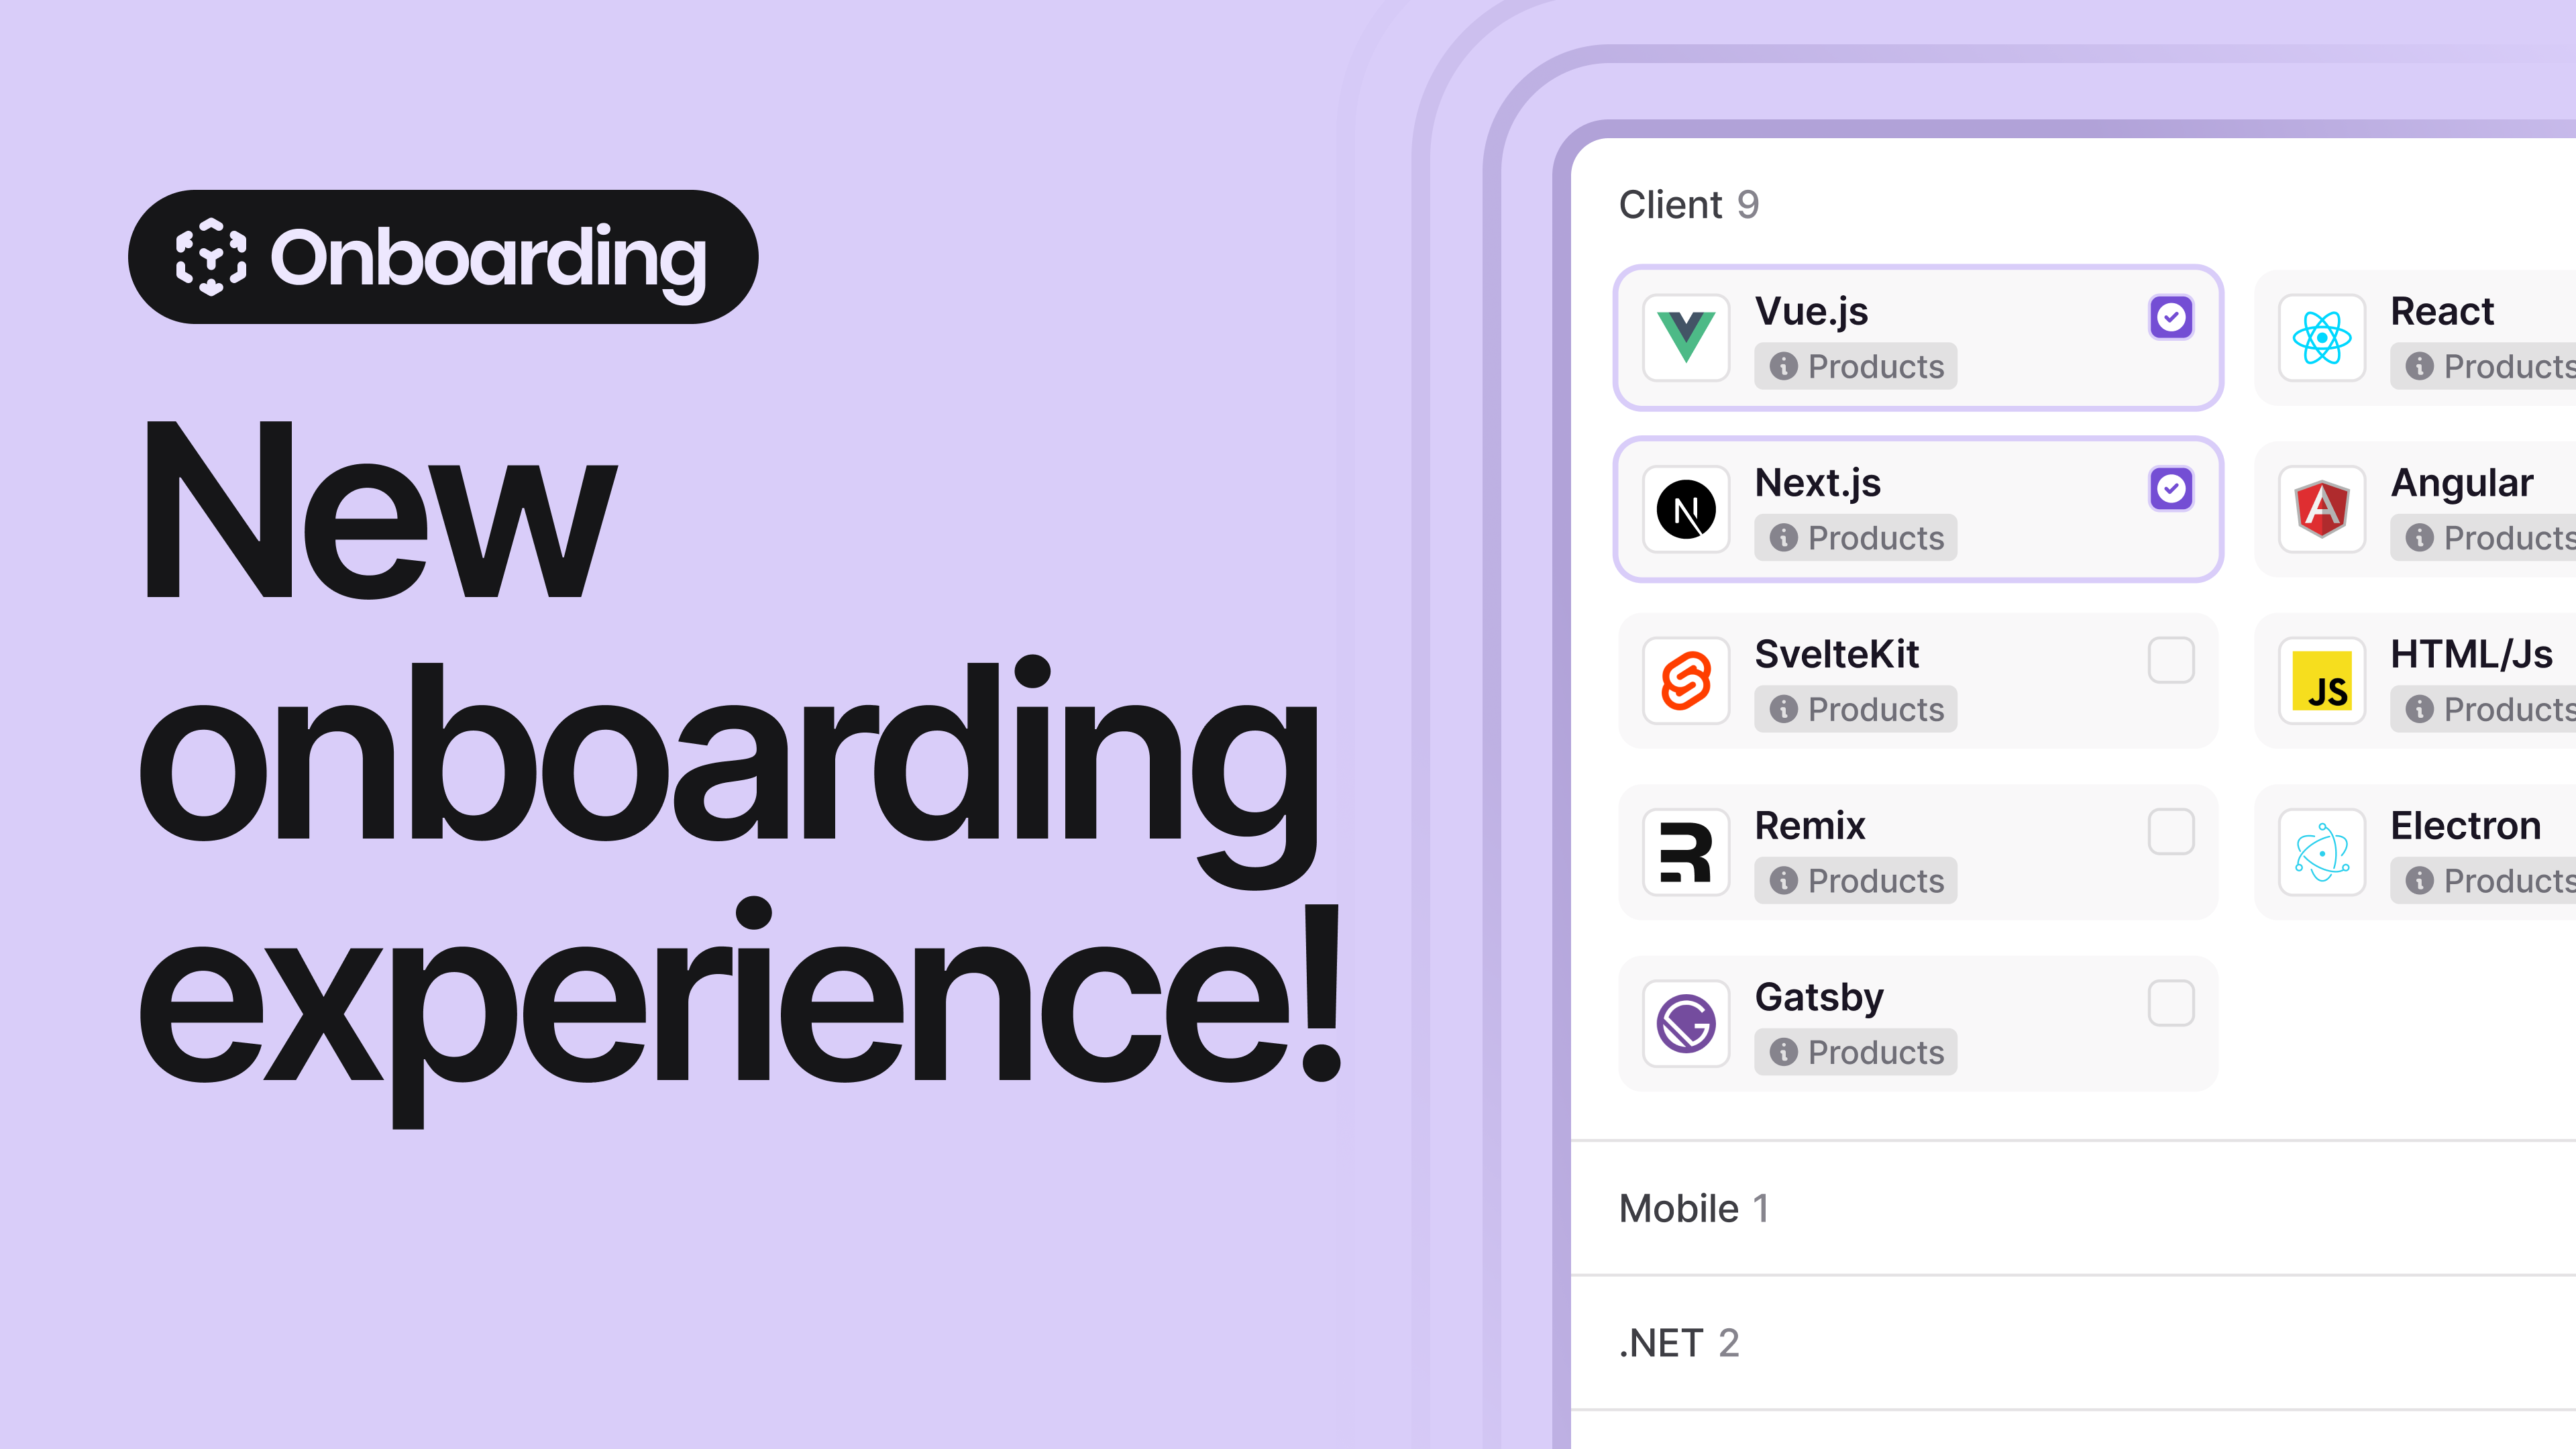 Onboarding
New
onboarding
experience!
Client 9
Vue.js
Products
React
Products
Next.js
Products
Angular
Products
SvelteKit
Products
HTML/Js
JS
Products
Remix
Products
Electron
Products
Gatsby
Products
Mobile 1
.NET 2